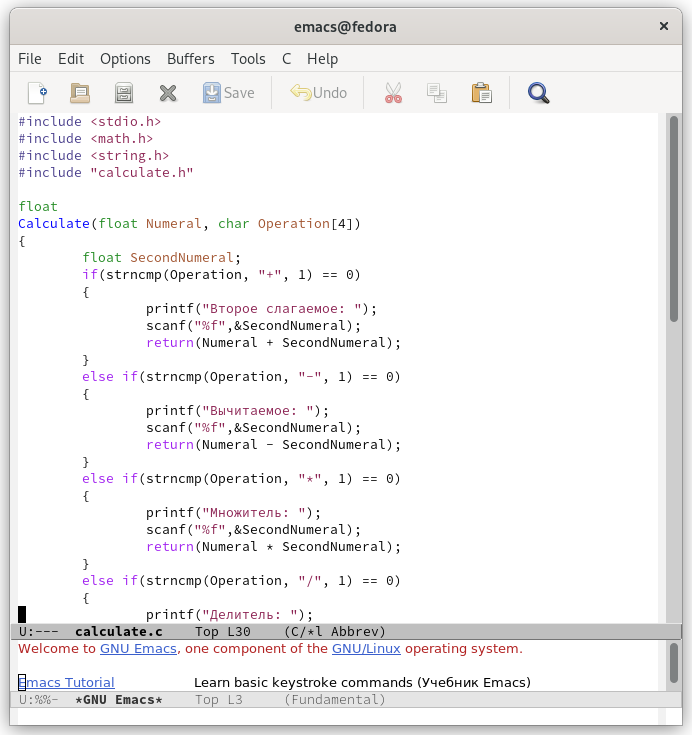 emacs@fedora
File Edit Options Buffers Tools C Help
Save Undo
#include <stdio.h>
#include <math.h>
#include <string.h>
#include "calculate.h"
float
Calculate(float Numeral, char Operation[4])
{
float SecondNumeral;
if(strncmp(Operation, "+", 1) == 0)
{
printf("Второе слагаемое: ");
scanf("%f",&SecondNumeral);
return(Numeral + SecondNumeral);
}
else if(strncmp(Operation, "-", 1) == 0)
{
printf("Вычитаемое: ");
scanf("%f",&SecondNumeral);
return(Numeral - SecondNumeral);
}
else if(strncmp(Operation, "*", 1) == 0)
{
printf("Множитель: ");
scanf("%f",&SecondNumeral);
return(Numeral * SecondNumeral);
}
else if(strncmp(Operation, "/", 1) == 0)
{
printf("Делитель: ");
U:--- calculate.c Top L30 (C/*l Abbrev)
Welcome to GNU Emacs, one component of the GNU/Linux operating system.
Emacs Tutorial Learn basic keystroke commands (Учебник Emacs)
U:%%- *GNU Emacs* Top L3 (Fundamental)